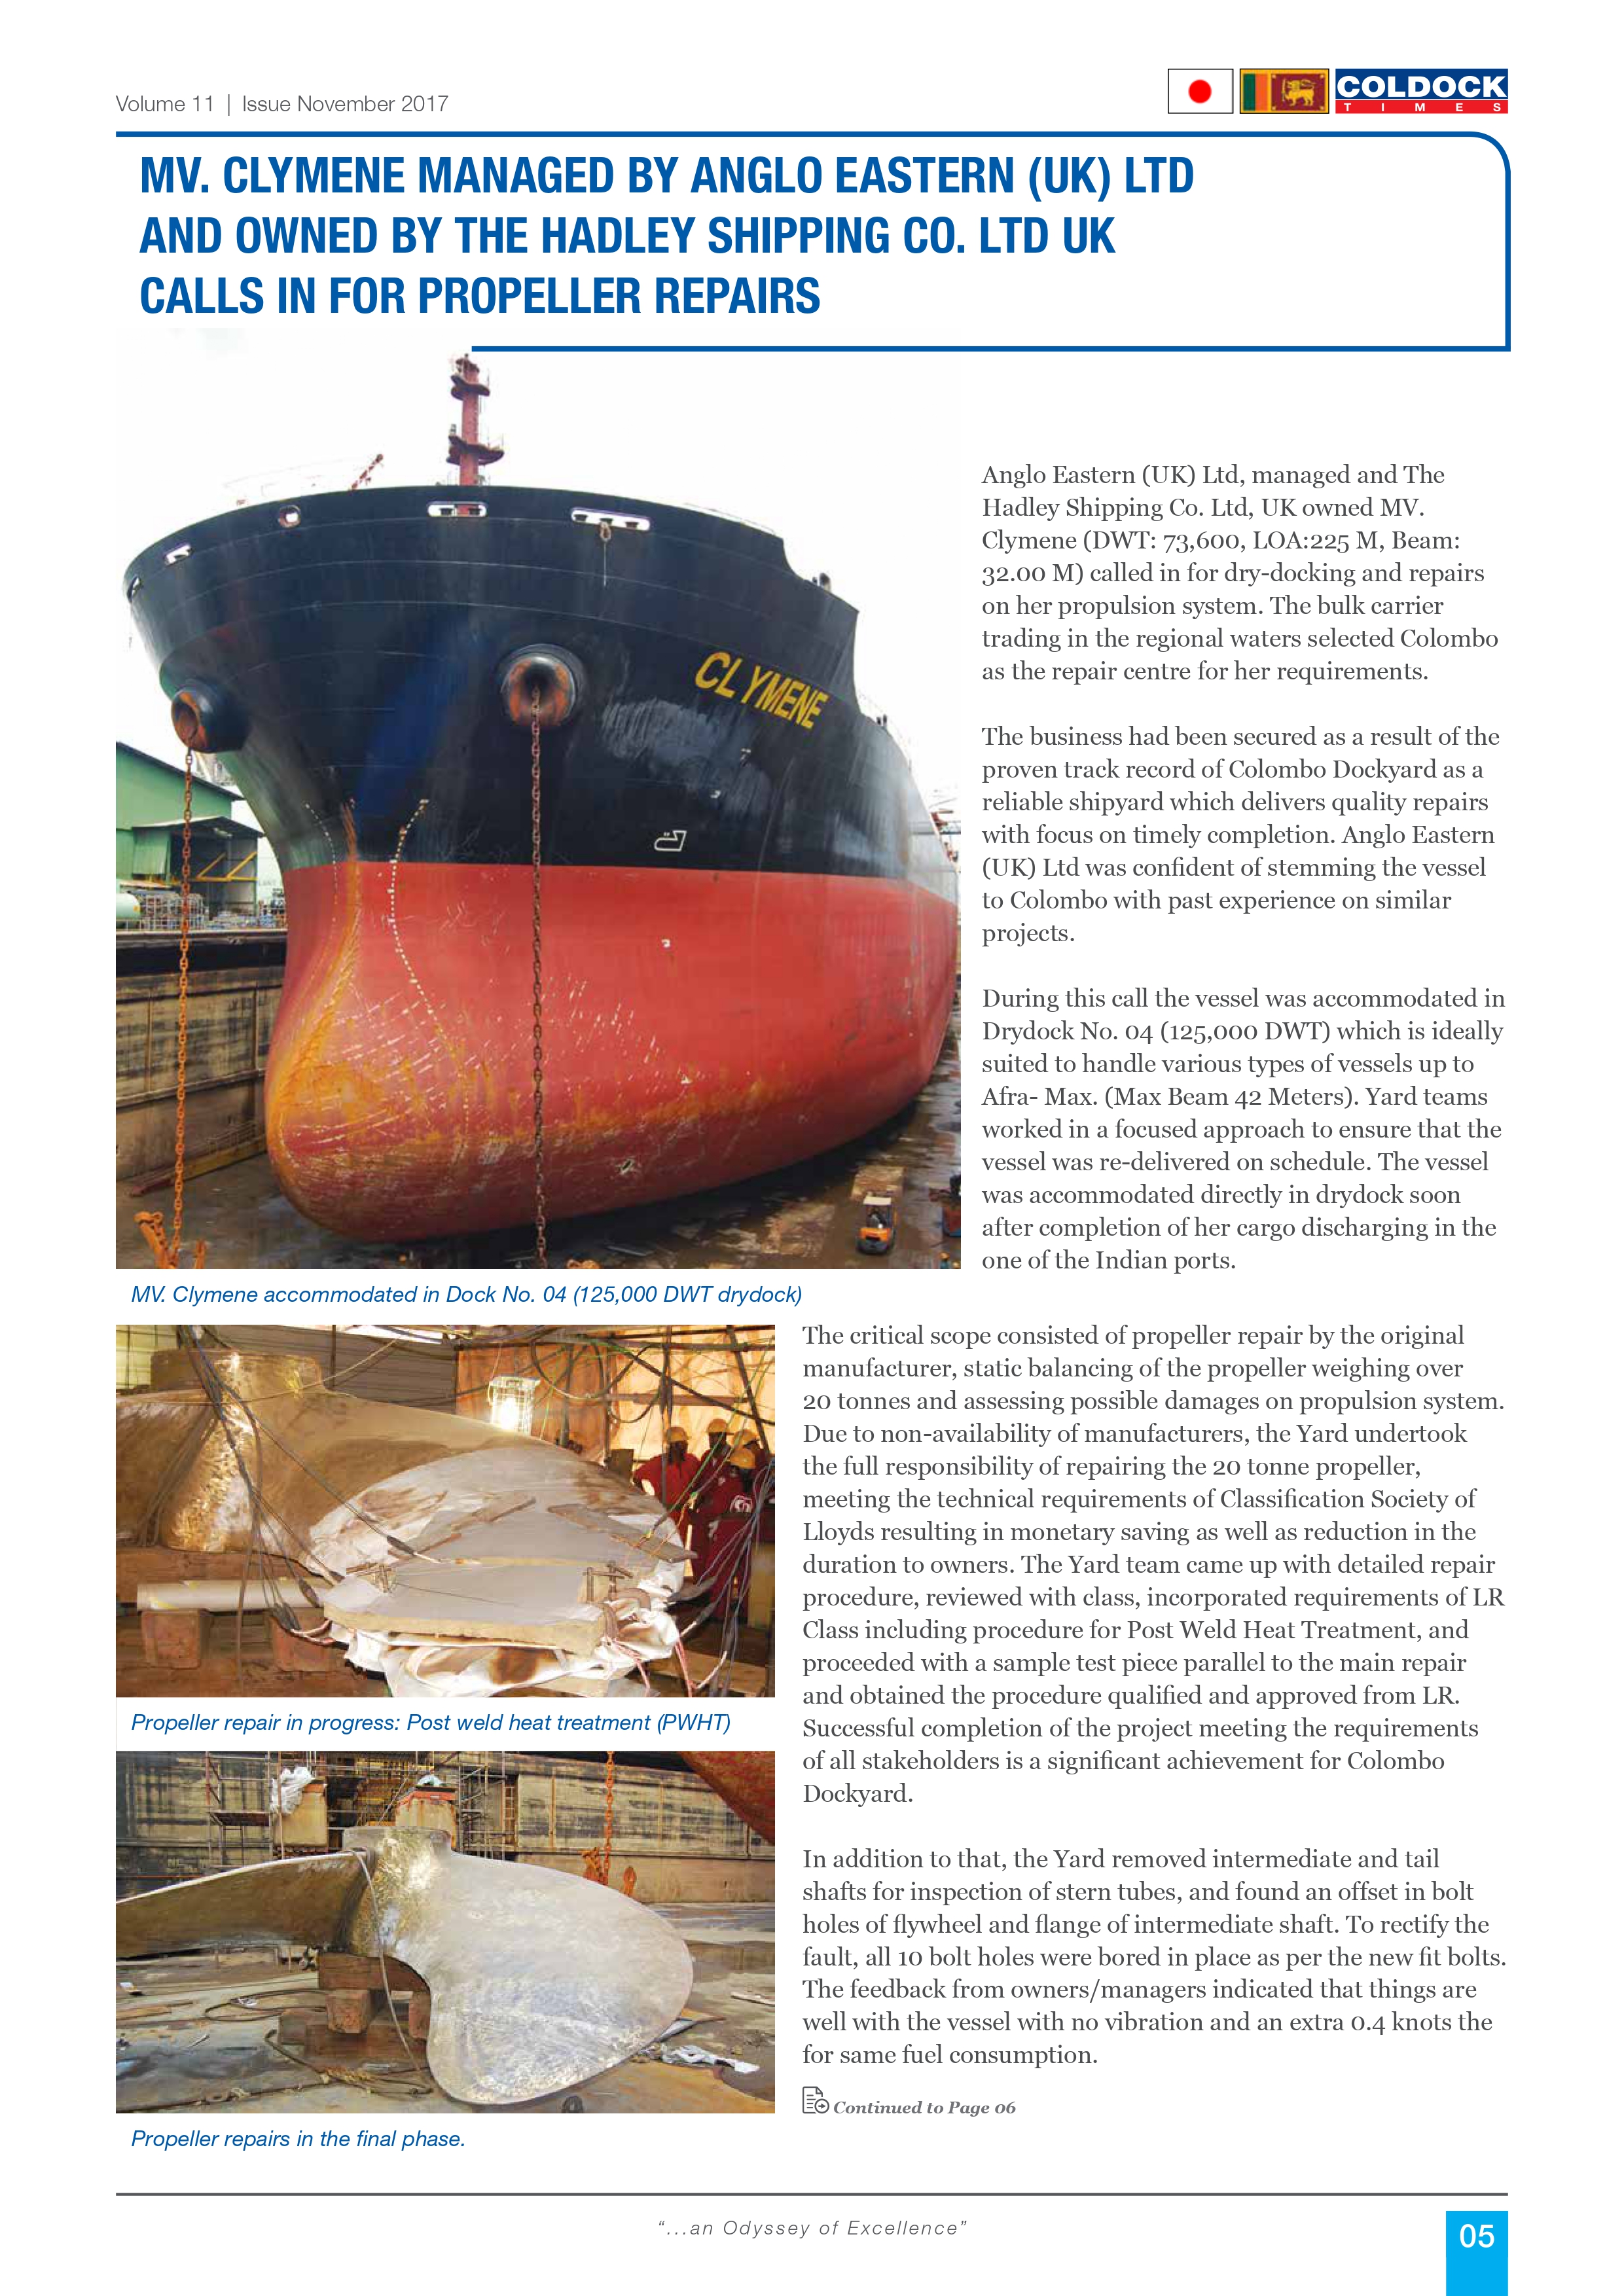 Volume 11 | Issue November 2017
COLDOCK
TIMES
MV. CLYMENE MANAGED BY ANGLO EASTERN (UK) LTD
AND OWNED BY THE HADLEY SHIPPING CO. LTD UK
CALLS IN FOR PROPELLER REPAIRS
CLYMENE
Anglo Eastern (UK) Ltd, managed and The
Hadley Shipping Co. Ltd, UK owned MV.
Clymene (DWT: 73,600, LOA:225 M, Beam:
32.00 M) called in for dry-docking and repairs
on her propulsion system. The bulk carrier
trading in the regional waters selected Colombo
as the repair centre for her requirements.
The business had been secured as a result of the
proven track record of Colombo Dockyard as a
reliable shipyard which delivers quality repairs
with focus on timely completion. Anglo Eastern
(UK) Ltd was confident of stemming the vessel
to Colombo with past experience on similar
projects.
During this call the vessel was accommodated in
Drydock No. 04 (125,000 DWT) which is ideally
suited to handle various types of vessels up to
Afra- Max. (Max Beam 42 Meters). Yard teams
worked in a focused approach to ensure that the
vessel was re-delivered on schedule. The vessel
was accommodated directly in drydock soon
after completion of her cargo discharging in the
one of the Indian ports.
MV. Clymene accommodated in Dock No. 04 (125,000 DWT drydock)
The critical scope consisted of propeller repair by the original
manufacturer, static balancing of the propeller weighing over
20 tonnes and assessing possible damages on propulsion system.
Due to non-availability of manufacturers, the Yard undertook
the full responsibility of repairing the 20 tonne propeller,
meeting the technical requirements of Classification Society of
Lloyds resulting in monetary saving as well as reduction in the
duration to owners. The Yard team came up with detailed repair
procedure, reviewed with class, incorporated requirements of LR
Class including procedure for Post Weld Heat Treatment, and
proceeded with a sample test piece parallel to the main repair
and obtained the procedure qualified and approved from LR.
Successful completion of the project meeting the requirements
of all stakeholders is a significant achievement for Colombo
Dockyard.
Propeller repair in progress: Post weld heat treatment (PWHT)
In addition to that, the Yard removed intermediate and tail
shafts for inspection of stern tubes, and found an offset in bolt
holes of flywheel and flange of intermediate shaft. To rectify the
fault, all 10 bolt holes were bored in place as per the new fit bolts.
The feedback from owners/managers indicated that things are
well with the vessel with no vibration and an extra 0.4 knots the
for same fuel consumption.
Continued to Page 06
Propeller repairs in the final phase.
“...an Odyssey of Excellence”
05